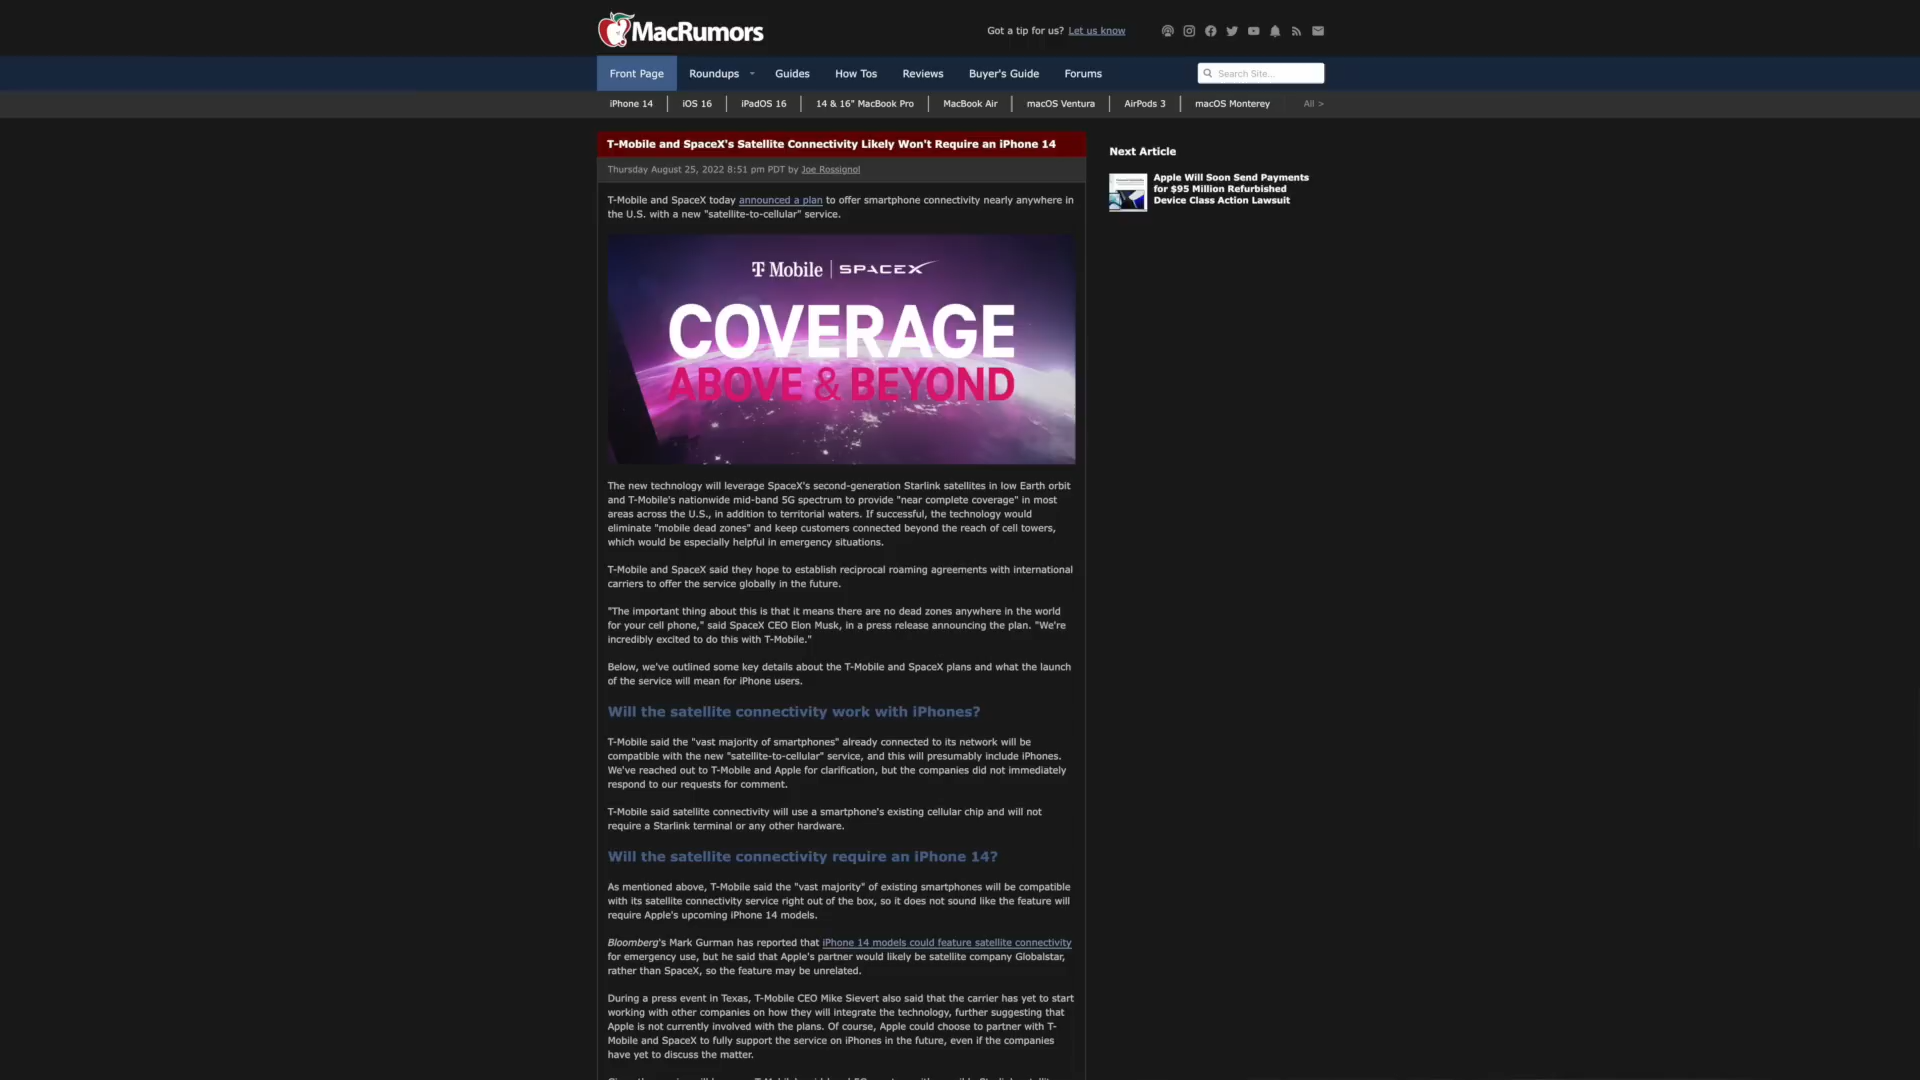 MacRumors
Got a tip for us? Let us know
Front Page
Roundups
Guides
How Tos
Reviews
Buyer's Guide
Forums
Search Site...
iPhone 14
iOS 16
iPadOS 16
14 & 16" MacBook Pro
MacBook Air
macOS Ventura
AirPods 3
macOS Monterey
All >
T-Mobile and SpaceX's Satellite Connectivity Likely Won't Require an iPhone 14
Thursday August 25, 2022 8:51 pm PDT by Joe Rossignol
T-Mobile and SpaceX today announced a plan to offer smartphone connectivity nearly anywhere in
the U.S. with a new "satellite-to-cellular" service.
T Mobile | SPACEX
COVERAGE
ABOVE & BEYOND
The new technology will leverage SpaceX's second-generation Starlink satellites in low Earth orbit
and T-Mobile's nationwide mid-band 5G spectrum to provide "near complete coverage" in most
areas across the U.S., in addition to territorial waters. If successful, the technology would
eliminate "mobile dead zones" and keep customers connected beyond the reach of cell towers,
which would be especially helpful in emergency situations.
T-Mobile and SpaceX said they hope to establish reciprocal roaming agreements with international
carriers to offer the service globally in the future.
"The important thing about this is that it means there are no dead zones anywhere in the world
for your cell phone," said SpaceX CEO Elon Musk, in a press release announcing the plan. "We're
incredibly excited to do this with T-Mobile."
Below, we've outlined some key details about the T-Mobile and SpaceX plans and what the launch
of the service will mean for iPhone users.
Will the satellite connectivity work with iPhones?
T-Mobile said the "vast majority of smartphones" already connected to its network will be
compatible with the new "satellite-to-cellular" service, and this will presumably include iPhones.
We've reached out to T-Mobile and Apple for clarification, but the companies did not immediately
respond to our requests for comment.
T-Mobile said satellite connectivity will use a smartphone's existing cellular chip and will not
require a Starlink terminal or any other hardware.
Will the satellite connectivity require an iPhone 14?
As mentioned above, T-Mobile said the "vast majority" of existing smartphones will be compatible
with its satellite connectivity service right out of the box, so it does not sound like the feature will
require Apple's upcoming iPhone 14 models.
Bloomberg's Mark Gurman has reported that iPhone 14 models could feature satellite connectivity
for emergency use, but he said that Apple's partner would likely be satellite company Globalstar,
rather than SpaceX, so the feature may be unrelated.
During a press event in Texas, T-Mobile CEO Mike Sievert also said that the carrier has yet to start
working with other companies on how they will integrate the technology, further suggesting that
Apple is not currently involved with the plans. Of course, Apple could choose to partner with T-
Mobile and SpaceX to fully support the service on iPhones in the future, even if the companies
have yet to discuss the matter.
Next Article
Apple Will Soon Send Payments
for $95 Million Refurbished
Device Class Action Lawsuit